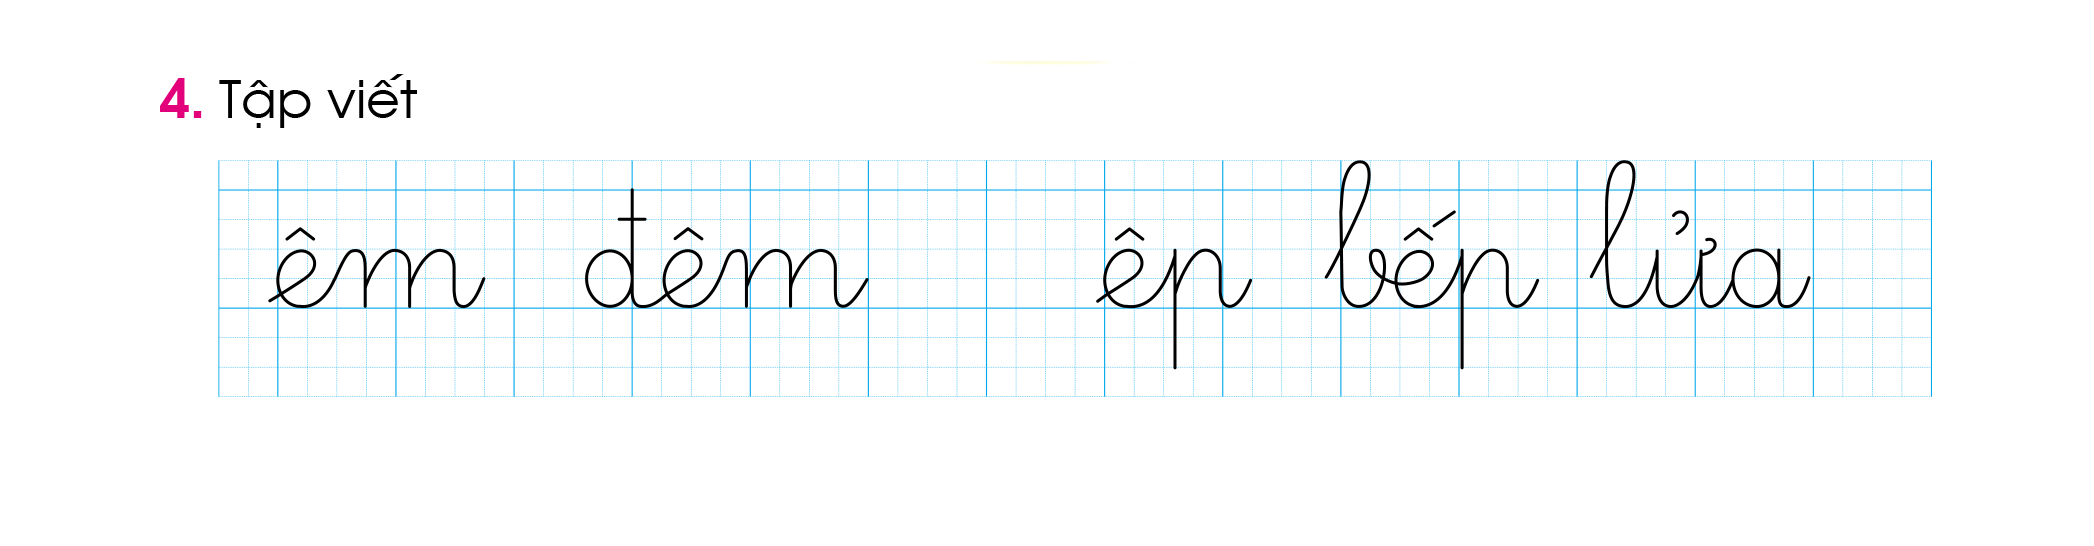 4. Tập viết
êm đêm êp bếp lửa